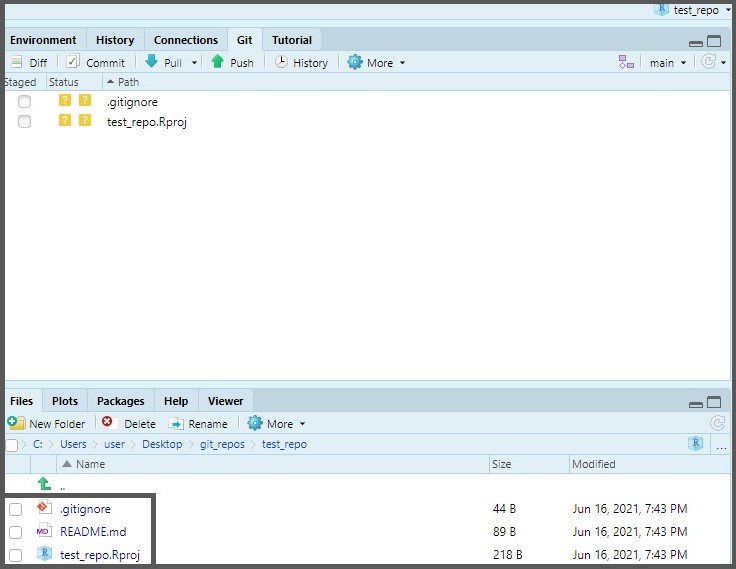 test_repo
Environment History Connections Git Tutorial
Diff Commit Pull Push History More main
Staged Status Path
? ? .gitignore
? ? test_repo.Rproj
Files Plots Packages Help Viewer
New Folder Delete Rename More
C: Users user Desktop git_repos test_repo ...
Name Size Modified
..
.gitignore 44 B Jun 16, 2021, 7:43 PM
MD README.md 89 B Jun 16, 2021, 7:43 PM
R test_repo.Rproj 218 B Jun 16, 2021, 7:43 PM